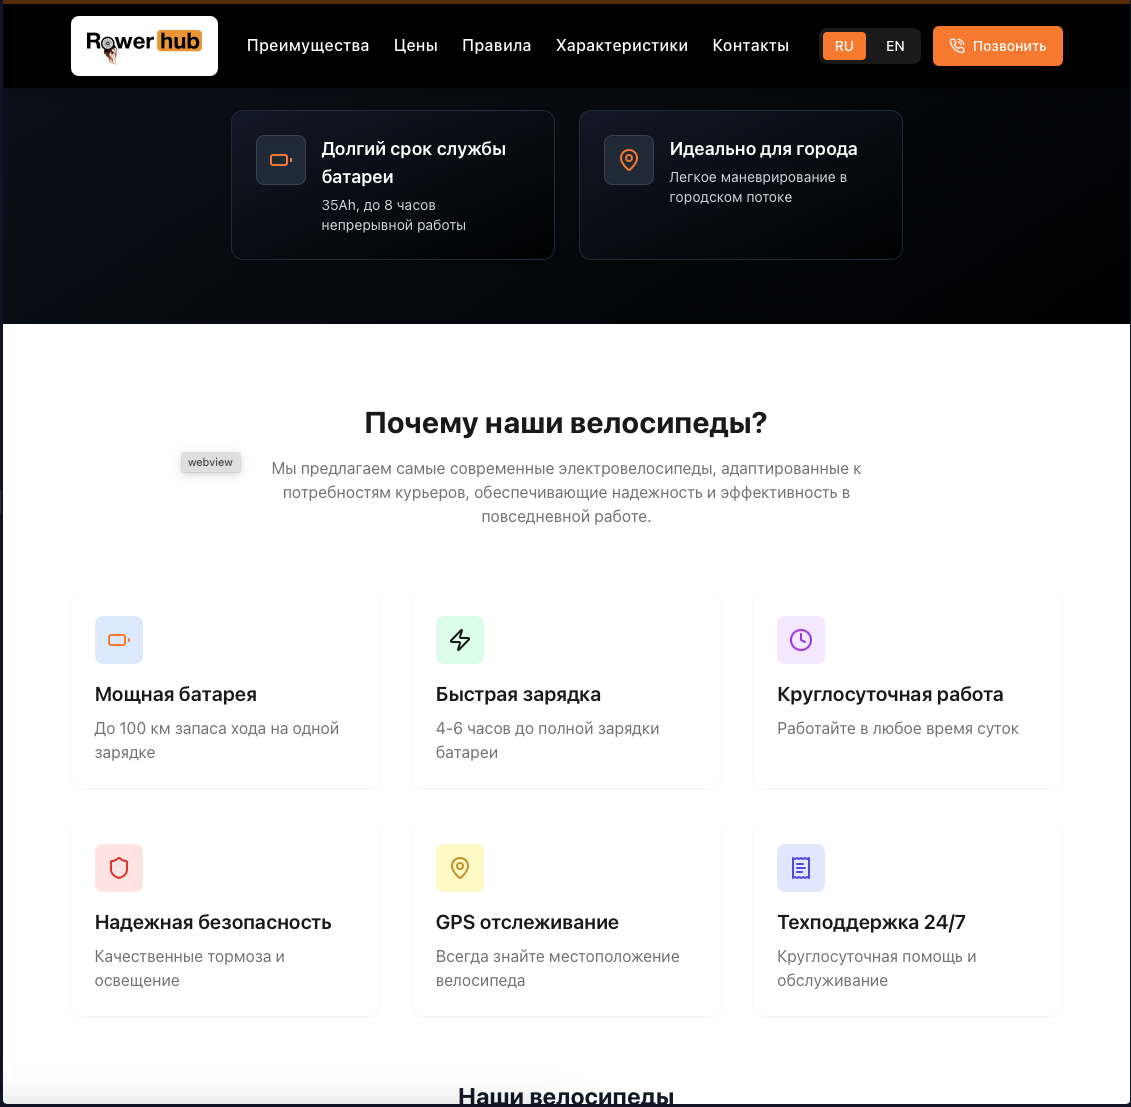 Rowerhub
Преимущества
Цены
Правила
Характеристики
Контакты
RU
EN
Позвонить
Долгий срок службы
батареи
35Ah, до 8 часов
непрерывной работы
Идеально для города
Легкое маневрирование в
городском потоке
Почему наши велосипеды?
webview
Мы предлагаем самые современные электровелосипеды, адаптированные к
потребностям курьеров, обеспечивающие надежность и эффективность в
повседневной работе.
Мощная батарея
До 100 км запаса хода на одной
зарядке
Быстрая зарядка
4-6 часов до полной зарядки
батареи
Круглосуточная работа
Работайте в любое время суток
Надежная безопасность
Качественные тормоза и
освещение
GPS отслеживание
Всегда знайте местоположение
велосипеда
Техподдержка 24/7
Круглосуточная помощь и
обслуживание
Наши велосипеды